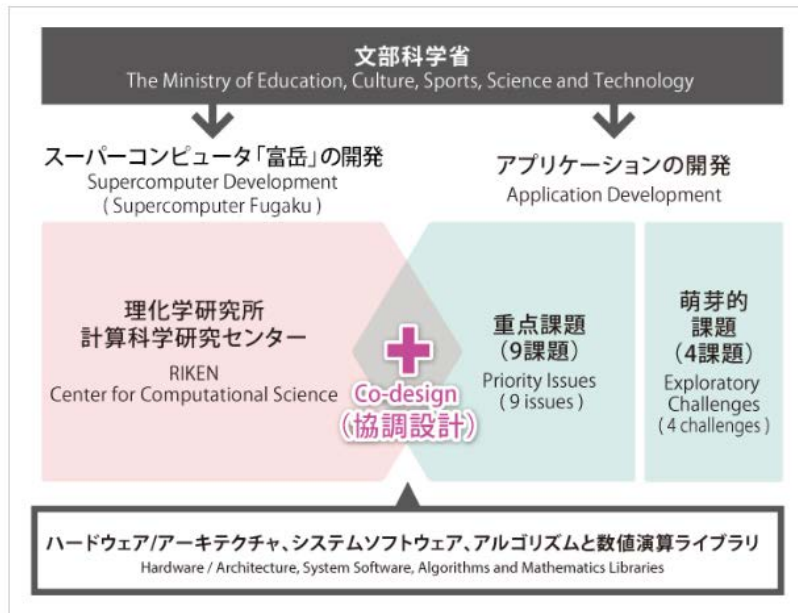 文部科学省
The Ministry of Education, Culture, Sports, Science and Technology
スーパーコンピュータ「富岳」の開発
Supercomputer Development
( Supercomputer Fugaku )
アプリケーションの開発
Application Development
理化学研究所
計算科学研究センター
RIKEN
Center for Computational Science
Co-design
(協調設計)
重点課題
(9課題)
Priority Issues
( 9 issues )
萌芽的
課題
(4課題)
Exploratory
Challenges
( 4 challenges )
ハードウェア/アーキテクチャ、システムソフトウェア、アルゴリズムと数値演算ライブラリ
Hardware / Architecture, System Software, Algorithms and Mathematics Libraries